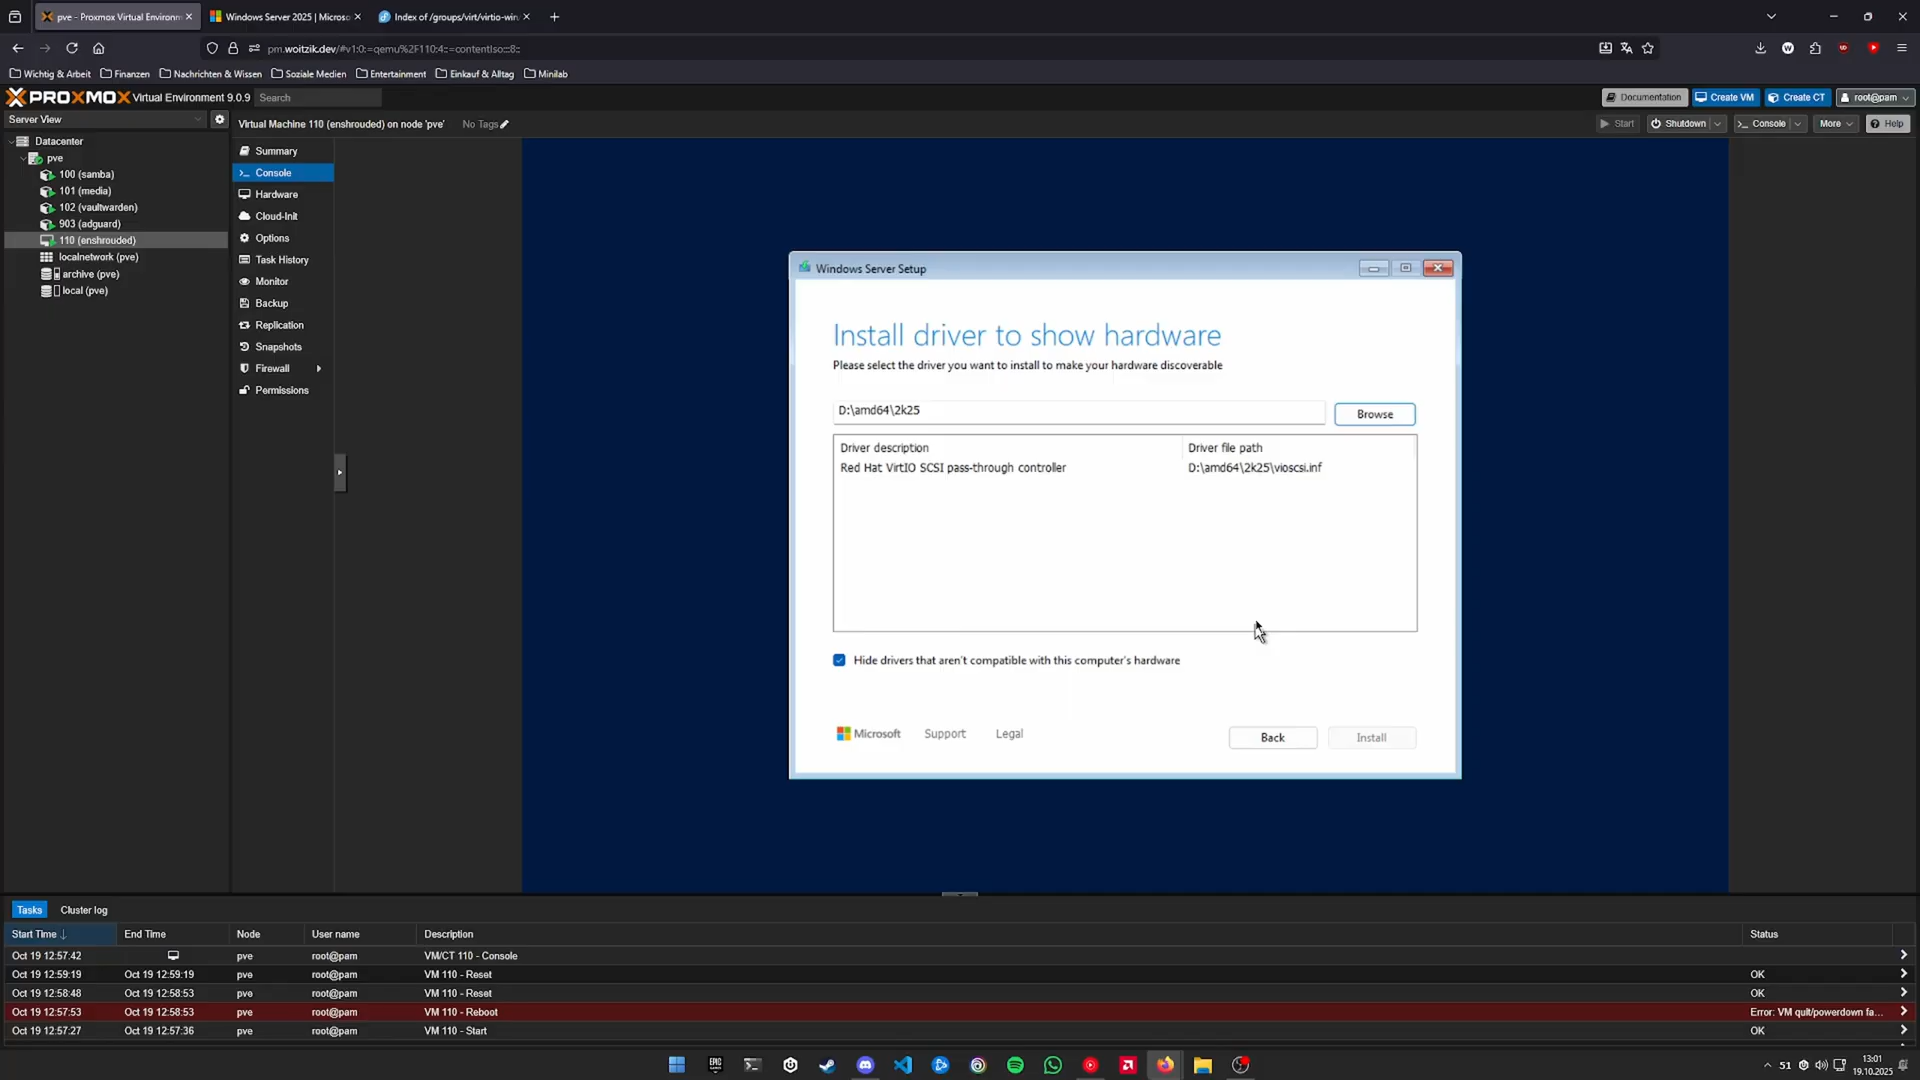 pve - Proxmox Virtual Environm
Windows Server 2025 | Microso
Index of /groups/virt/virtio-win
pm.woitzik.dev/#v1:0:=qemu%2F110:4::=contentIso:::8::
Wichtig & Arbeit
Finanzen
Nachrichten & Wissen
Soziale Medien
Entertainment
Einkauf & Alltag
Minilab
PROXMOX Virtual Environment 9.0.9
Search
Documentation
Create VM
Create CT
root@pam
Server View
Virtual Machine 110 (enshrouded) on node 'pve'
No Tags
Start
Shutdown
Console
More
Help
Datacenter
pve
100 (samba)
101 (media)
102 (vaultwarden)
903 (adguard)
110 (enshrouded)
localnetwork (pve)
archive (pve)
local (pve)
Summary
Console
Hardware
Cloud-Init
Options
Task History
Monitor
Backup
Replication
Snapshots
Firewall
Permissions
Windows Server Setup
Install driver to show hardware
Please select the driver you want to install to make your hardware discoverable
D:\amd64\2k25
Browse
Driver description
Driver file path
Red Hat VirtIO SCSI pass-through controller
D:\amd64\2k25\vioscsi.inf
Hide drivers that aren't compatible with this computer's hardware
Microsoft
Support
Legal
Back
Install
Tasks
Cluster log
Start Time
End Time
Node
User name
Description
Status
Oct 19 12:57:42
pve
root@pam
VM/CT 110 - Console
Oct 19 12:59:19
Oct 19 12:59:19
pve
root@pam
VM 110 - Reset
OK
Oct 19 12:58:48
Oct 19 12:58:53
pve
root@pam
VM 110 - Reset
OK
Oct 19 12:57:53
Oct 19 12:58:53
pve
root@pam
VM 110 - Reboot
Error: VM quit/powerdown fa...
Oct 19 12:57:27
Oct 19 12:57:36
pve
root@pam
VM 110 - Start
OK
EPIC
51
13:01
19.10.2025